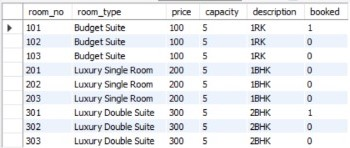 room_no room_type price capacity description booked
101 Budget Suite 100 5 1RK 1
102 Budget Suite 100 5 1RK 0
103 Budget Suite 100 5 1RK 0
201 Luxury Single Room 200 5 1BHK 0
202 Luxury Single Room 200 5 1BHK 0
203 Luxury Single Room 200 5 1BHK 0
301 Luxury Double Suite 300 5 2BHK 1
302 Luxury Double Suite 300 5 2BHK 0
303 Luxury Double Suite 300 5 2BHK 0